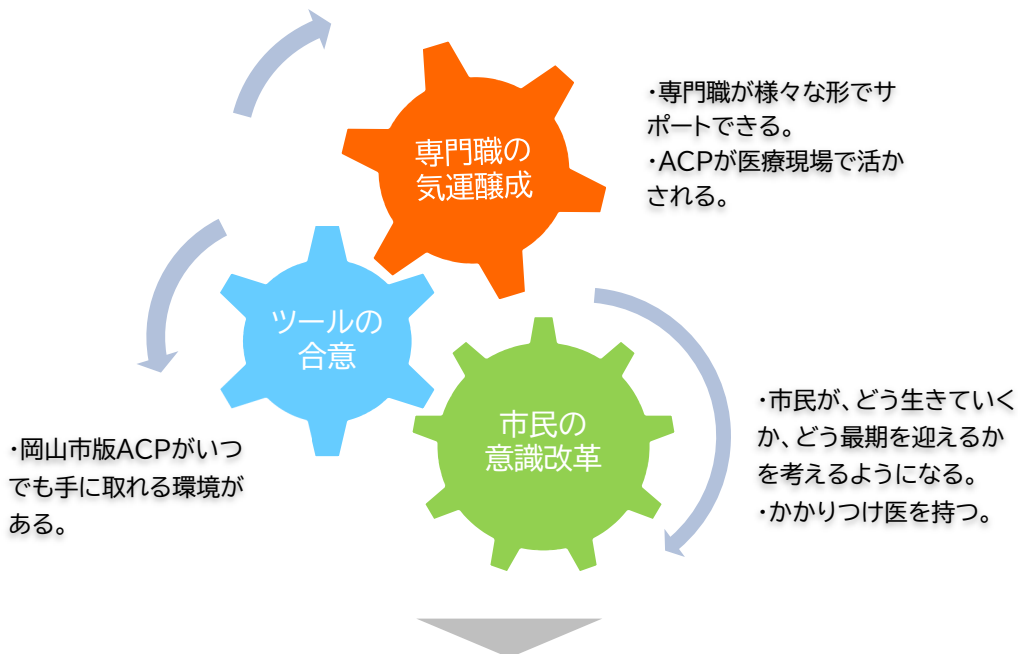 専門職の
気運醸成
・専門職が様々な形でサ
ポートできる。
・ACPが医療現場で活か
される。
ツールの
合意
・岡山市版ACPがいつ
でも手に取れる環境が
ある。
市民の
意識改革
・市民が、どう生きていく
か、どう最期を迎えるか
を考えるようになる。
・かかりつけ医を持つ。